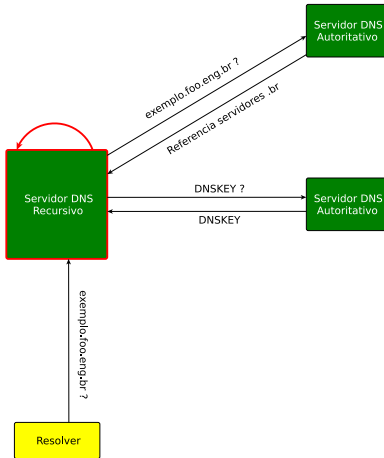 Servidor DNS
Autoritativo
exemplo.foo.eng.br ?
Referencia servidores .br
Servidor DNS
Recursivo
DNSKEY ?
DNSKEY
Servidor DNS
Autoritativo
exemplo.foo.eng.br ?
Resolver